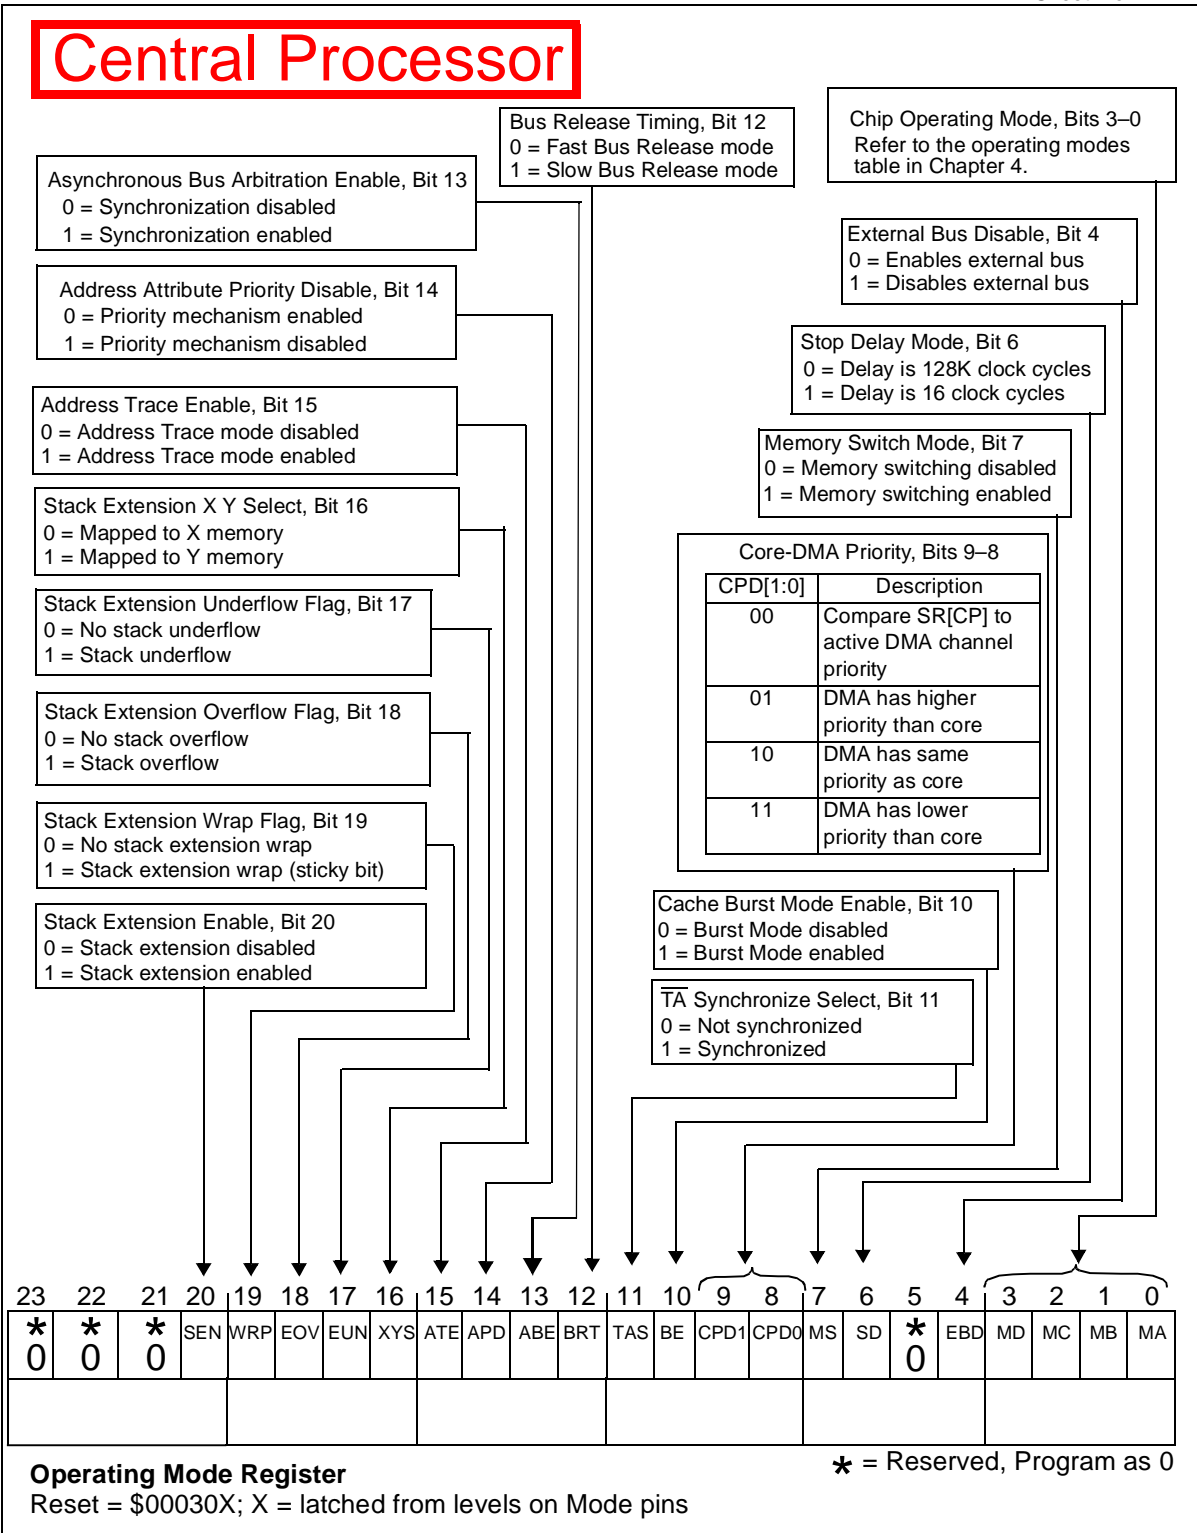 Central Processor
Bus Release Timing, Bit 12
0 = Fast Bus Release mode
1 = Slow Bus Release mode
Chip Operating Mode, Bits 3–0
Refer to the operating modes
table in Chapter 4.
Asynchronous Bus Arbitration Enable, Bit 13
0 = Synchronization disabled
1 = Synchronization enabled
External Bus Disable, Bit 4
0 = Enables external bus
1 = Disables external bus
Address Attribute Priority Disable, Bit 14
0 = Priority mechanism enabled
1 = Priority mechanism disabled
Stop Delay Mode, Bit 6
0 = Delay is 128K clock cycles
1 = Delay is 16 clock cycles
Address Trace Enable, Bit 15
0 = Address Trace mode disabled
1 = Address Trace mode enabled
Memory Switch Mode, Bit 7
0 = Memory switching disabled
1 = Memory switching enabled
Stack Extension X Y Select, Bit 16
0 = Mapped to X memory
1 = Mapped to Y memory
Core-DMA Priority, Bits 9–8
CPD[1:0] Description
00 Compare SR[CP] to
active DMA channel
priority
01 DMA has higher
priority than core
10 DMA has same
priority as core
11 DMA has lower
priority than core
Stack Extension Underflow Flag, Bit 17
0 = No stack underflow
1 = Stack underflow
Stack Extension Overflow Flag, Bit 18
0 = No stack overflow
1 = Stack overflow
Stack Extension Wrap Flag, Bit 19
0 = No stack extension wrap
1 = Stack extension wrap (sticky bit)
Cache Burst Mode Enable, Bit 10
0 = Burst Mode disabled
1 = Burst Mode enabled
Stack Extension Enable, Bit 20
0 = Stack extension disabled
1 = Stack extension enabled
TA Synchronize Select, Bit 11
0 = Not synchronized
1 = Synchronized
23 22 21 20 19 18 17 16 15 14 13 12 11 10 9 8 7 6 5 4 3 2 1 0
* * * SEN WRP EOV EUN XYS ATE APD ABE BRT TAS BE CPD1 CPD0 MS SD * EBD MD MC MB MA
0 0 0 0
* = Reserved, Program as 0
Operating Mode Register
Reset = $00030X; X = latched from levels on Mode pins